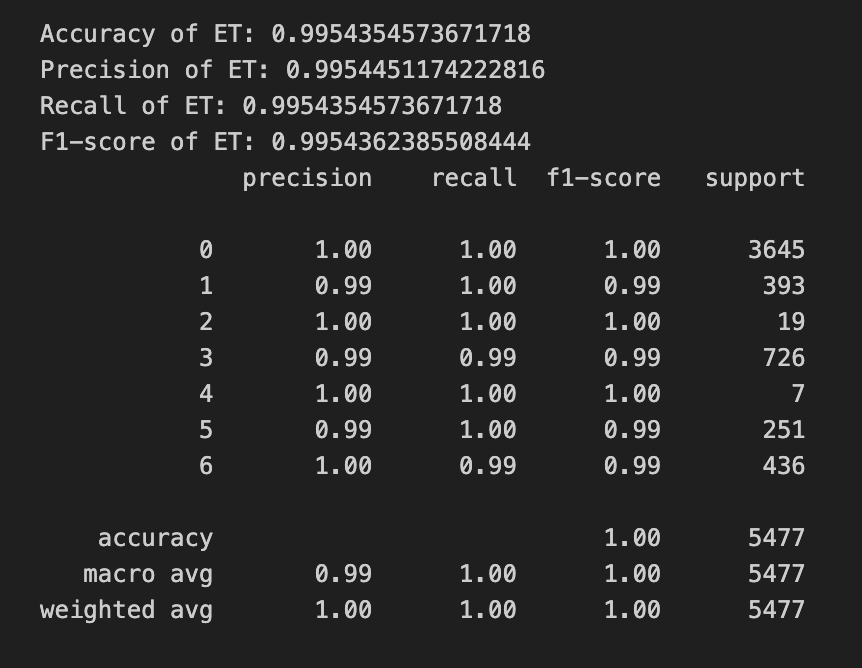 Accuracy of ET: 0.9954354573671718
Precision of ET: 0.9954451174222816
Recall of ET: 0.9954354573671718
F1-score of ET: 0.9954362385508444
precision recall f1-score support
0 1.00 1.00 1.00 3645
1 0.99 1.00 0.99 393
2 1.00 1.00 1.00 19
3 0.99 0.99 0.99 726
4 1.00 1.00 1.00 7
5 0.99 1.00 0.99 251
6 1.00 0.99 0.99 436
accuracy 1.00 5477
macro avg 0.99 1.00 1.00 5477
weighted avg 1.00 1.00 1.00 5477